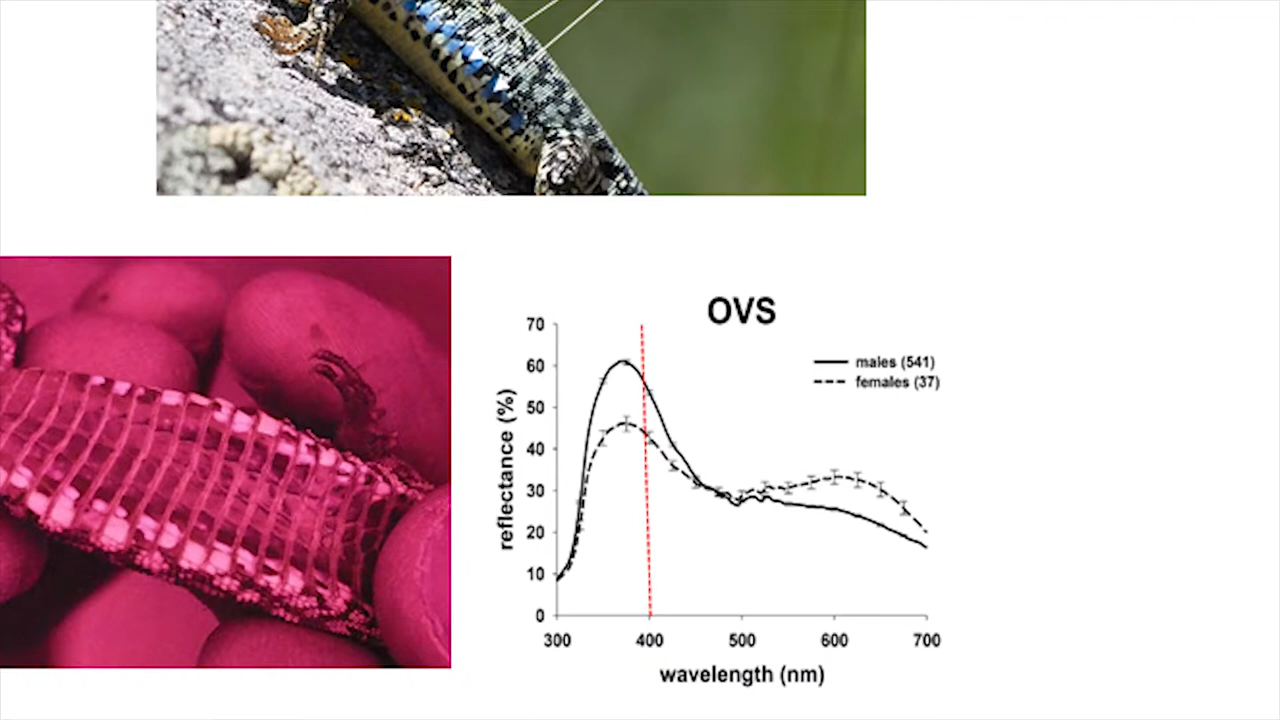 OVS
70
60
50
40
30
20
10
0
reflectance (%)
males (541)
females (37)
300 400 500 600 700
wavelength (nm)